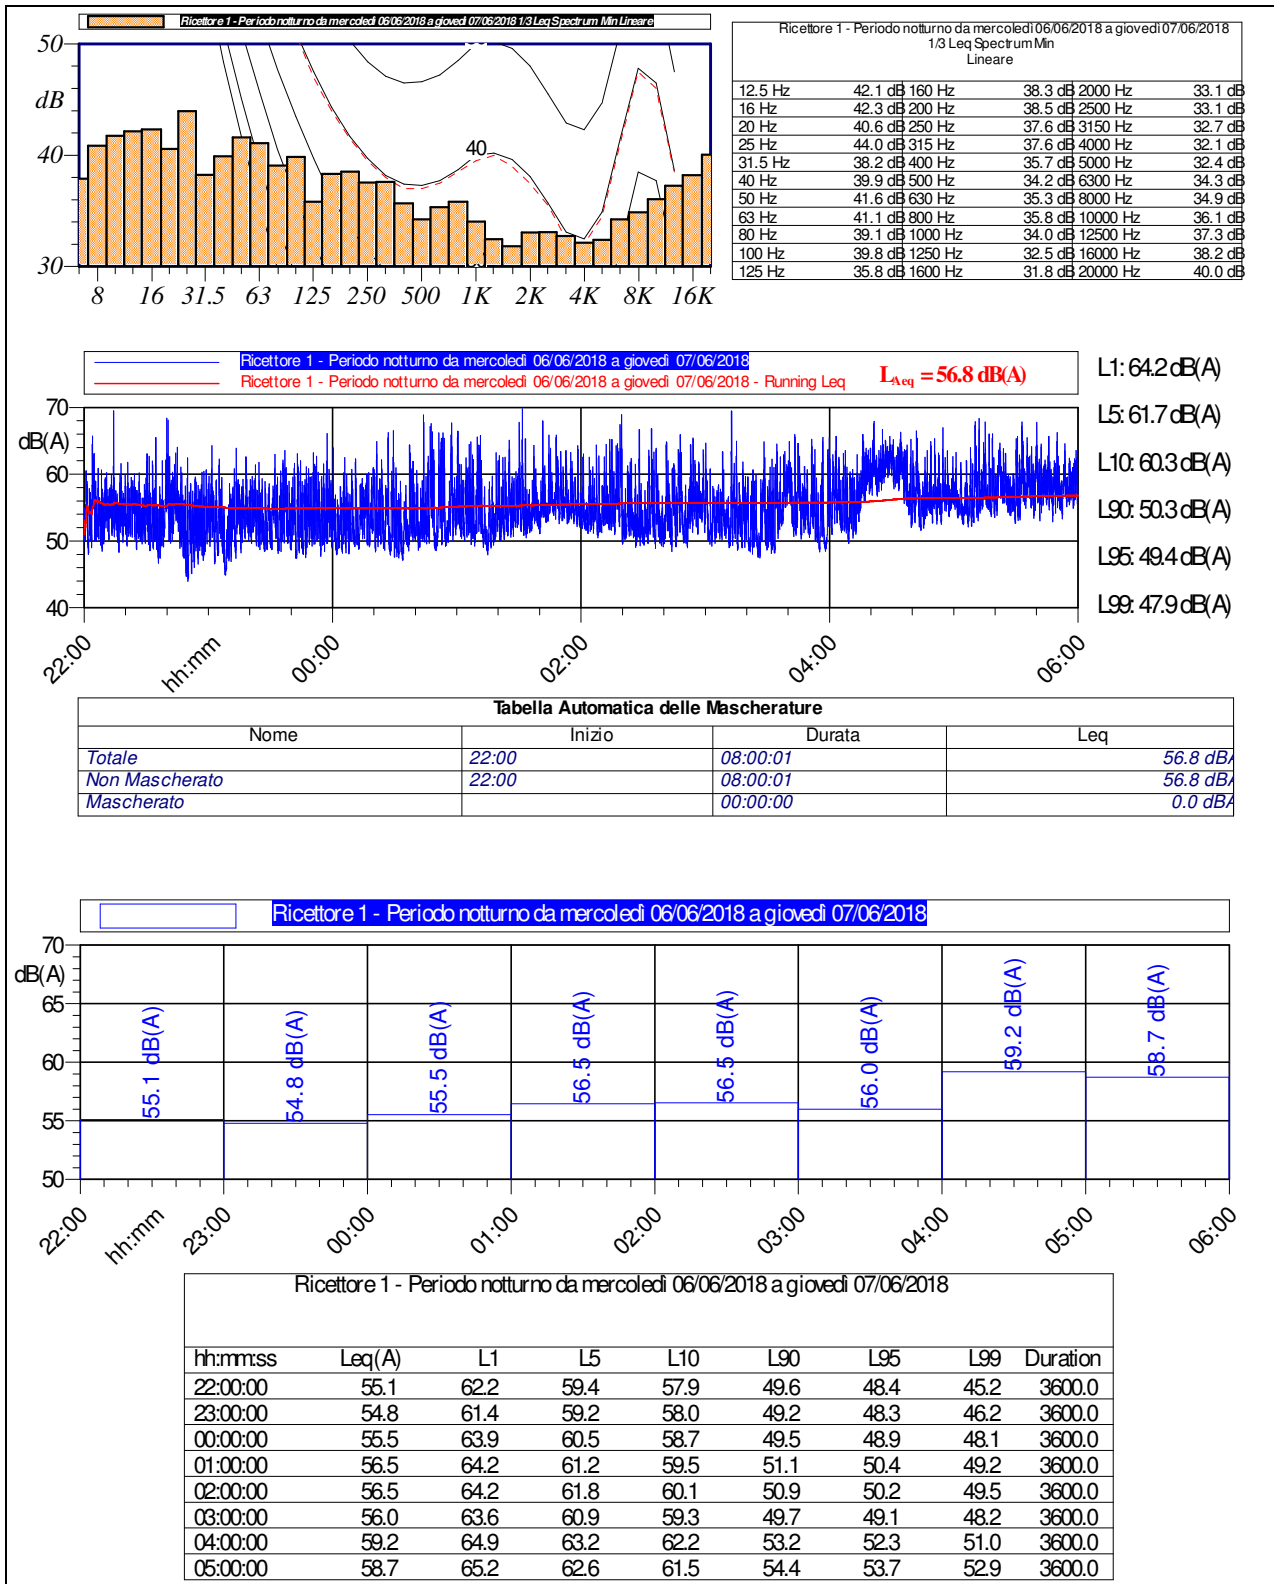 Ricettore 1 - Periodo notturno da mercoledì 06/06/2018 a giovedì 07/06/2018 1/3 Leq Spectrum Min Lineare
50
dB
40
30
40
8 16 31.5 63 125 250 500 1K 2K 4K 8K 16K
Ricettore 1 - Periodo notturno da mercoledì 06/06/2018 a giovedì 07/06/2018
1/3 Leq Spectrum Min
Lineare
12.5 Hz 42.1 dB 160 Hz 38.3 dB 2000 Hz 33.1 dB
16 Hz 42.3 dB 200 Hz 38.5 dB 2500 Hz 33.1 dB
20 Hz 40.6 dB 250 Hz 37.6 dB 3150 Hz 32.7 dB
25 Hz 44.0 dB 315 Hz 37.6 dB 4000 Hz 32.1 dB
31.5 Hz 38.2 dB 400 Hz 35.7 dB 5000 Hz 32.4 dB
40 Hz 39.9 dB 500 Hz 34.2 dB 6300 Hz 34.3 dB
50 Hz 41.6 dB 630 Hz 35.3 dB 8000 Hz 34.9 dB
63 Hz 41.1 dB 800 Hz 35.8 dB 10000 Hz 36.1 dB
80 Hz 39.1 dB 1000 Hz 34.0 dB 12500 Hz 37.3 dB
100 Hz 39.8 dB 1250 Hz 32.5 dB 16000 Hz 38.2 dB
125 Hz 35.8 dB 1600 Hz 31.8 dB 20000 Hz 40.0 dB
Ricettore 1 - Periodo notturno da mercoledì 06/06/2018 a giovedì 07/06/2018
Ricettore 1 - Periodo notturno da mercoledì 06/06/2018 a giovedì 07/06/2018 - Running Leq
LAeq = 56.8 dB(A)
70
dB(A)
60
50
40
22:00 hh:mm 00:00 02:00 04:00 06:00
L1: 64.2 dB(A)
L5: 61.7 dB(A)
L10: 60.3 dB(A)
L90: 50.3 dB(A)
L95: 49.4 dB(A)
L99: 47.9 dB(A)
Tabella Automatica delle Mascherature
Nome Inizio Durata Leq
Totale 22:00 08:00:01 56.8 dBA
Non Mascherato 22:00 08:00:01 56.8 dBA
Mascherato 00:00:00 0.0 dBA
Ricettore 1 - Periodo notturno da mercoledì 06/06/2018 a giovedì 07/06/2018
70
dB(A)
65
60
55
50
55.1 dB(A) 54.8 dB(A) 55.5 dB(A) 56.5 dB(A) 56.5 dB(A) 56.0 dB(A) 59.2 dB(A) 58.7 dB(A)
22:00 hh:mm 23:00 00:00 01:00 02:00 03:00 04:00 05:00 06:00
Ricettore 1 - Periodo notturno da mercoledì 06/06/2018 a giovedì 07/06/2018
hh:mm:ss Leq(A) L1 L5 L10 L90 L95 L99 Duration
22:00:00 55.1 62.2 59.4 57.9 49.6 48.4 45.2 3600.0
23:00:00 54.8 61.4 59.2 58.0 49.2 48.3 46.2 3600.0
00:00:00 55.5 63.9 60.5 58.7 49.5 48.9 48.1 3600.0
01:00:00 56.5 64.2 61.2 59.5 51.1 50.4 49.2 3600.0
02:00:00 56.5 64.2 61.8 60.1 50.9 50.2 49.5 3600.0
03:00:00 56.0 63.6 60.9 59.3 49.7 49.1 48.2 3600.0
04:00:00 59.2 64.9 63.2 62.2 53.2 52.3 51.0 3600.0
05:00:00 58.7 65.2 62.6 61.5 54.4 53.7 52.9 3600.0